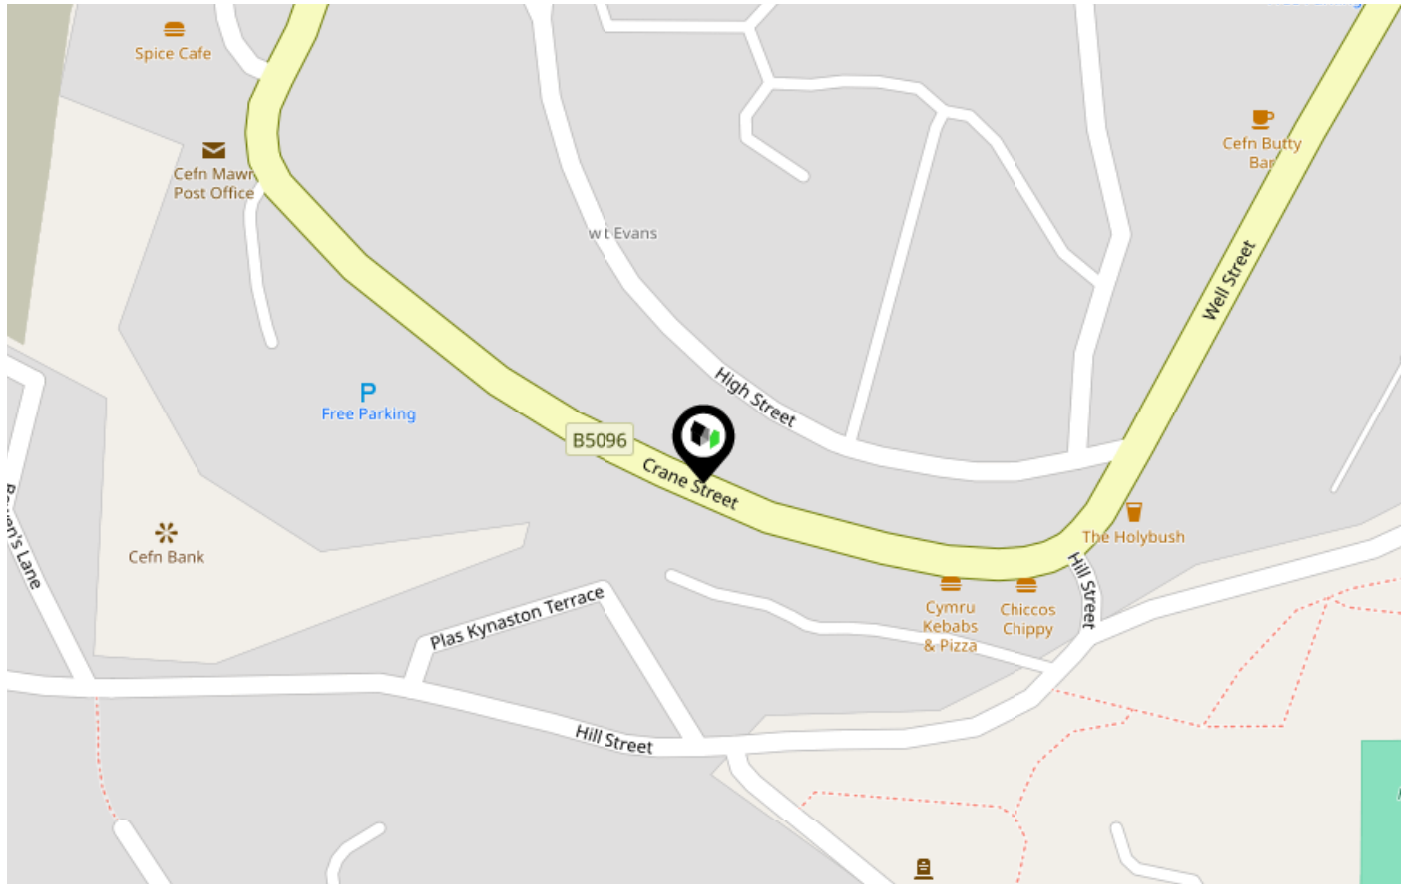 Spice Cafe
Cefn Mawr
Post Office
Cefn Butty
Bar
w t Evans
Well Street
High Street
P
Free Parking
B5096
Crane Street
Cefn Bank
The Holybush
Hill Street
Cymru
Kebabs
& Pizza
Chiccos
Chippy
Plas Kynaston Terrace
Hill Street